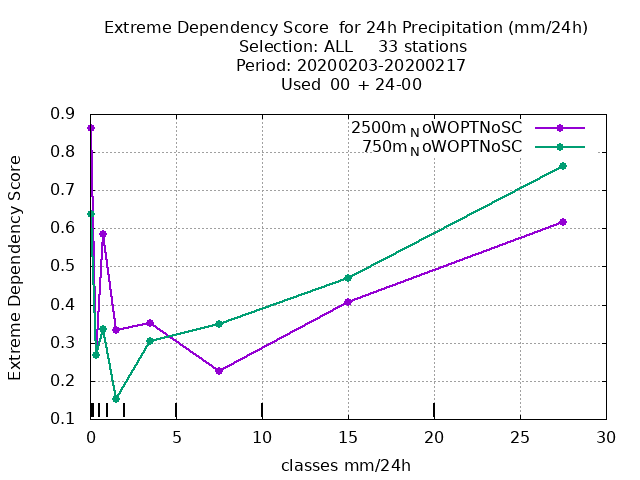 Extreme Dependency Score  for 24h Precipitation (mm/24h)
Selection: ALL     33 stations
Period: 20200203-20200217
Used  00 + 24-00
2500m_NoWOPTNoSC
750m_NoWOPTNoSC
Extreme Dependency Score
0.9
0.8
0.7
0.6
0.5
0.4
0.3
0.2
0.1
0 5 10 15 20 25 30
classes mm/24h